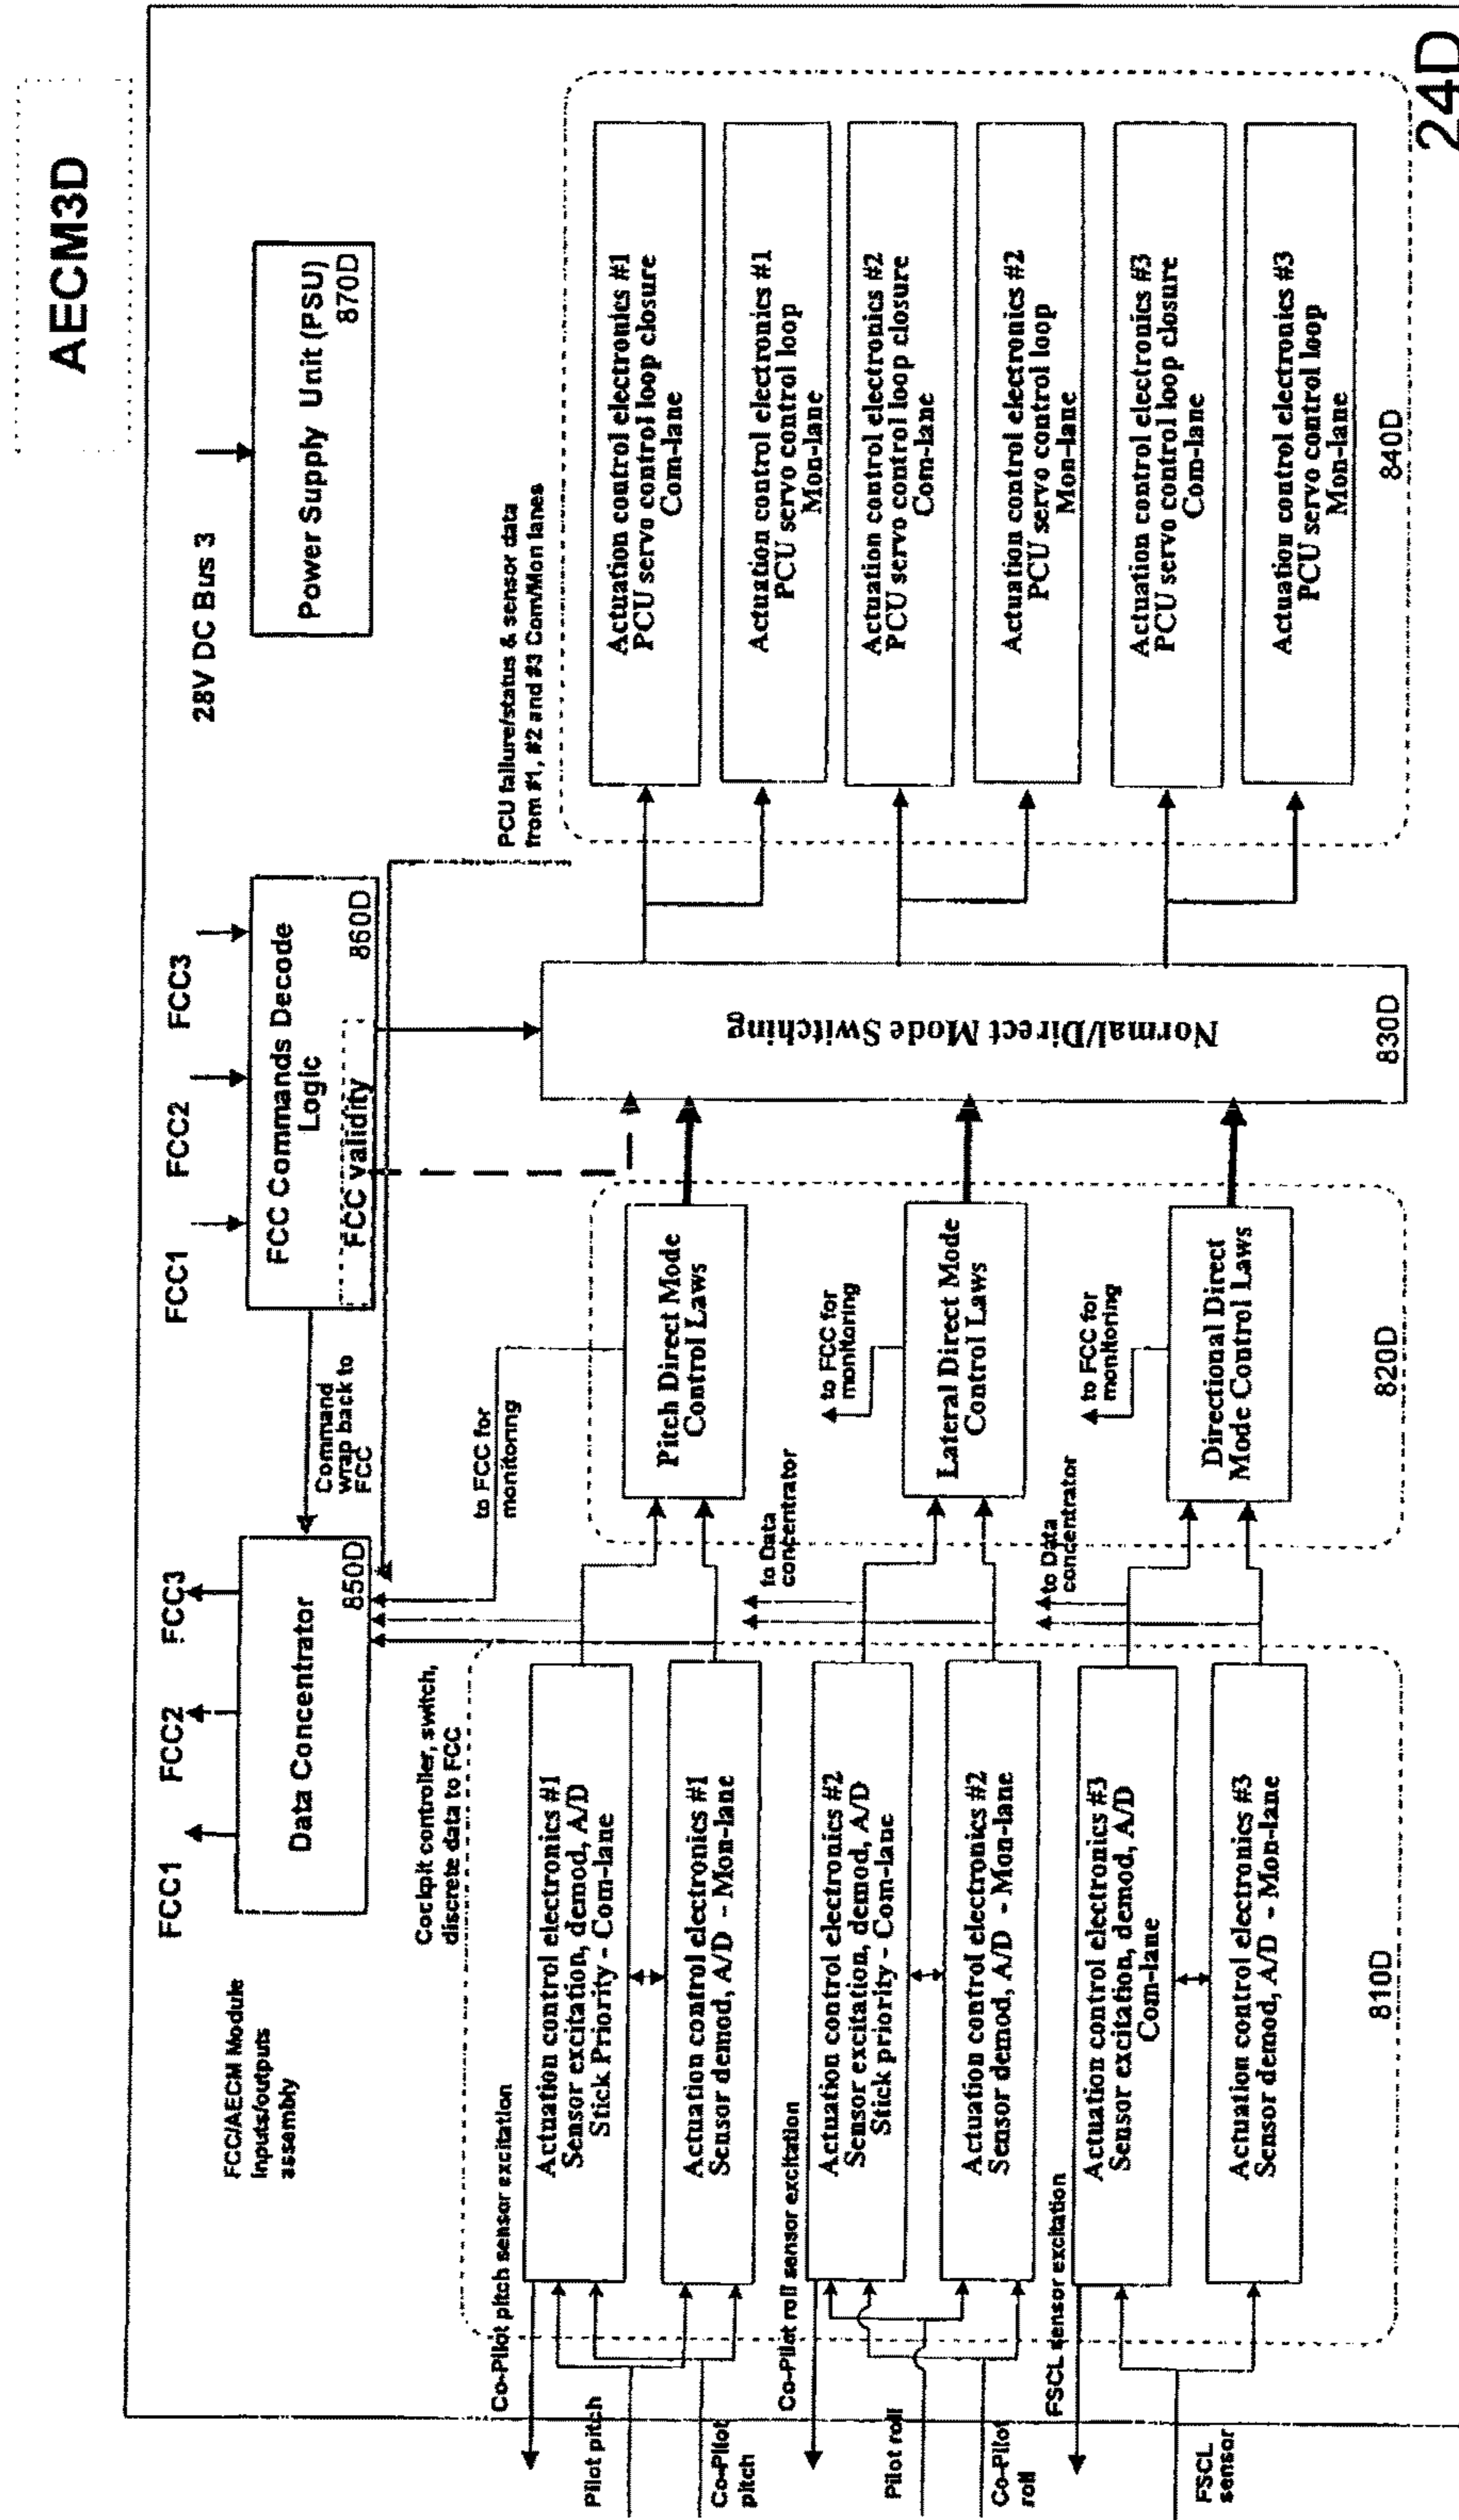 AECM3D
24D
28V DC Bus 3
Power Supply Unit (PSU)
870D
FCC1
FCC2
FCC3
FCC Commands Decode
Logic
860D
FCC validity
FCC1
FCC2
FCC3
Data Concentrator
850D
Command
wrap back to
FCC
FCC/AECM Module
Inputs/outputs
assembly
Cockpit controller, switch,
discrete data to FCC
to FCC for
monitoring
PCU failure/status & sensor data
from #1, #2 and #3 Com/Mon lanes
Co-Pilot pitch sensor excitation
Pilot pitch
Co-Pilot
pitch
Actuation control electronics #1
Sensor excitation, demod, A/D
Stick Priority - Com-lane
Actuation control electronics #1
Sensor demod, A/D - Mon-lane
Co-Pilot roll sensor excitation
Pilot roll
Co-Pilot
roll
Actuation control electronics #2
Sensor excitation, demod, A/D
Stick priority - Com-lane
Actuation control electronics #2
Sensor demod, A/D - Mon-lane
FSCL sensor excitation
FSCL
sensor
Actuation control electronics #3
Sensor excitation, demod, A/D
Com-lane
Actuation control electronics #3
Sensor demod, A/D - Mon-lane
810D
to Data
concentrator
to Data
concentrator
Pitch Direct Mode
Control Laws
to FCC for
monitoring
Lateral Direct Mode
Control Laws
to FCC for
monitoring
Directional Direct
Mode Control Laws
820D
Normal/Direct Mode Switching
830D
Actuation control electronics #1
PCU servo control loop closure
Com-lane
Actuation control electronics #1
PCU servo control loop
Mon-lane
Actuation control electronics #2
PCU servo control loop closure
Com-lane
Actuation control electronics #2
PCU servo control loop
Mon-lane
Actuation control electronics #3
PCU servo control loop closure
Com-lane
Actuation control electronics #3
PCU servo control loop
Mon-lane
840D